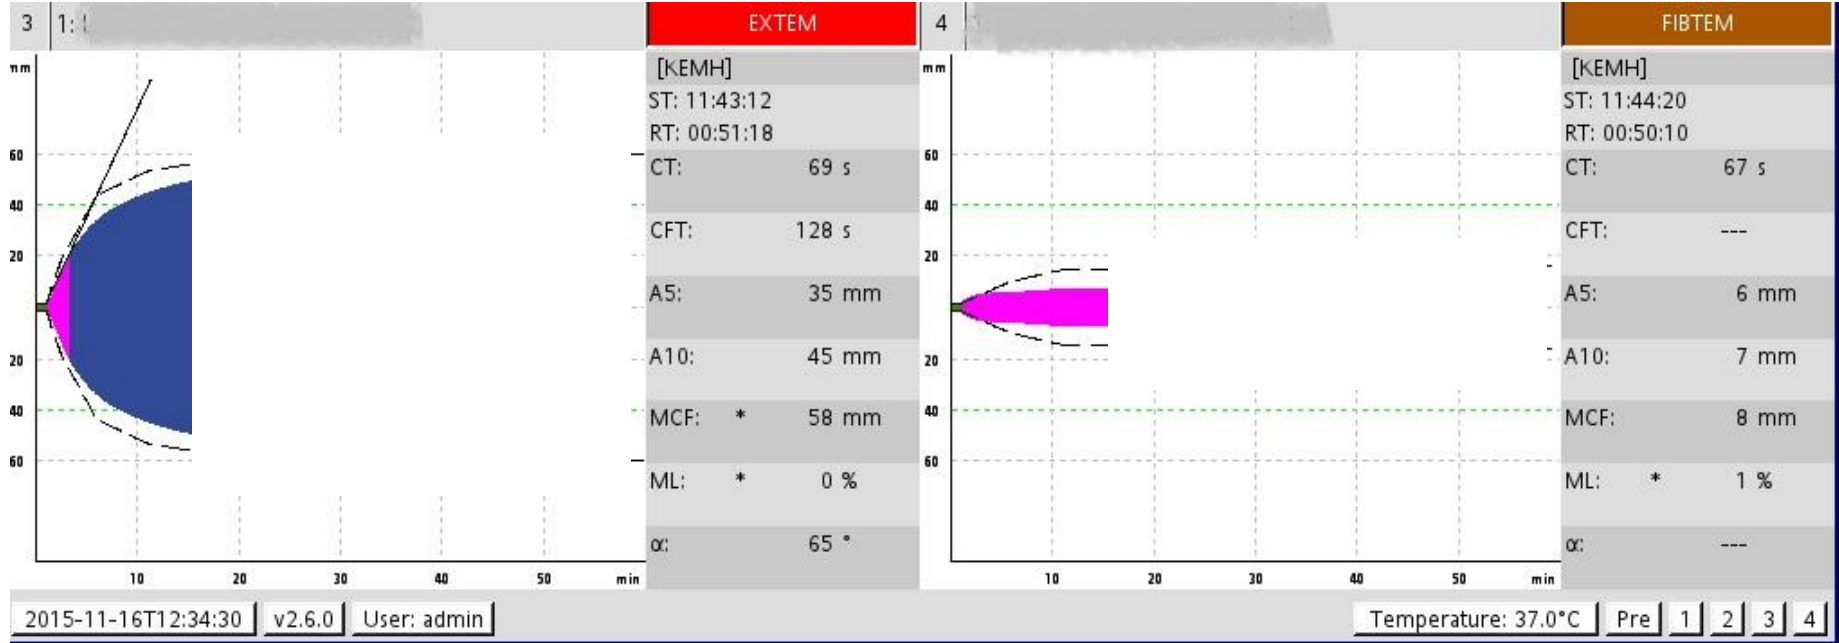 3 1:
EXTEM
mm
60
40
20
20
40
60
10 20 30 40 50 min
[KEMH]
ST: 11:43:12
RT: 00:51:18
CT: 69 s
CFT: 128 s
A5: 35 mm
A10: 45 mm
MCF: * 58 mm
ML: * 0 %
α: 65 °
4
FIBTEM
mm
60
40
20
20
40
60
10 20 30 40 50 min
[KEMH]
ST: 11:44:20
RT: 00:50:10
CT: 67 s
CFT: ---
A5: 6 mm
A10: 7 mm
MCF: 8 mm
ML: * 1 %
α: ---
2015-11-16T12:34:30 v2.6.0 User: admin Temperature: 37.0°C Pre 1 2 3 4